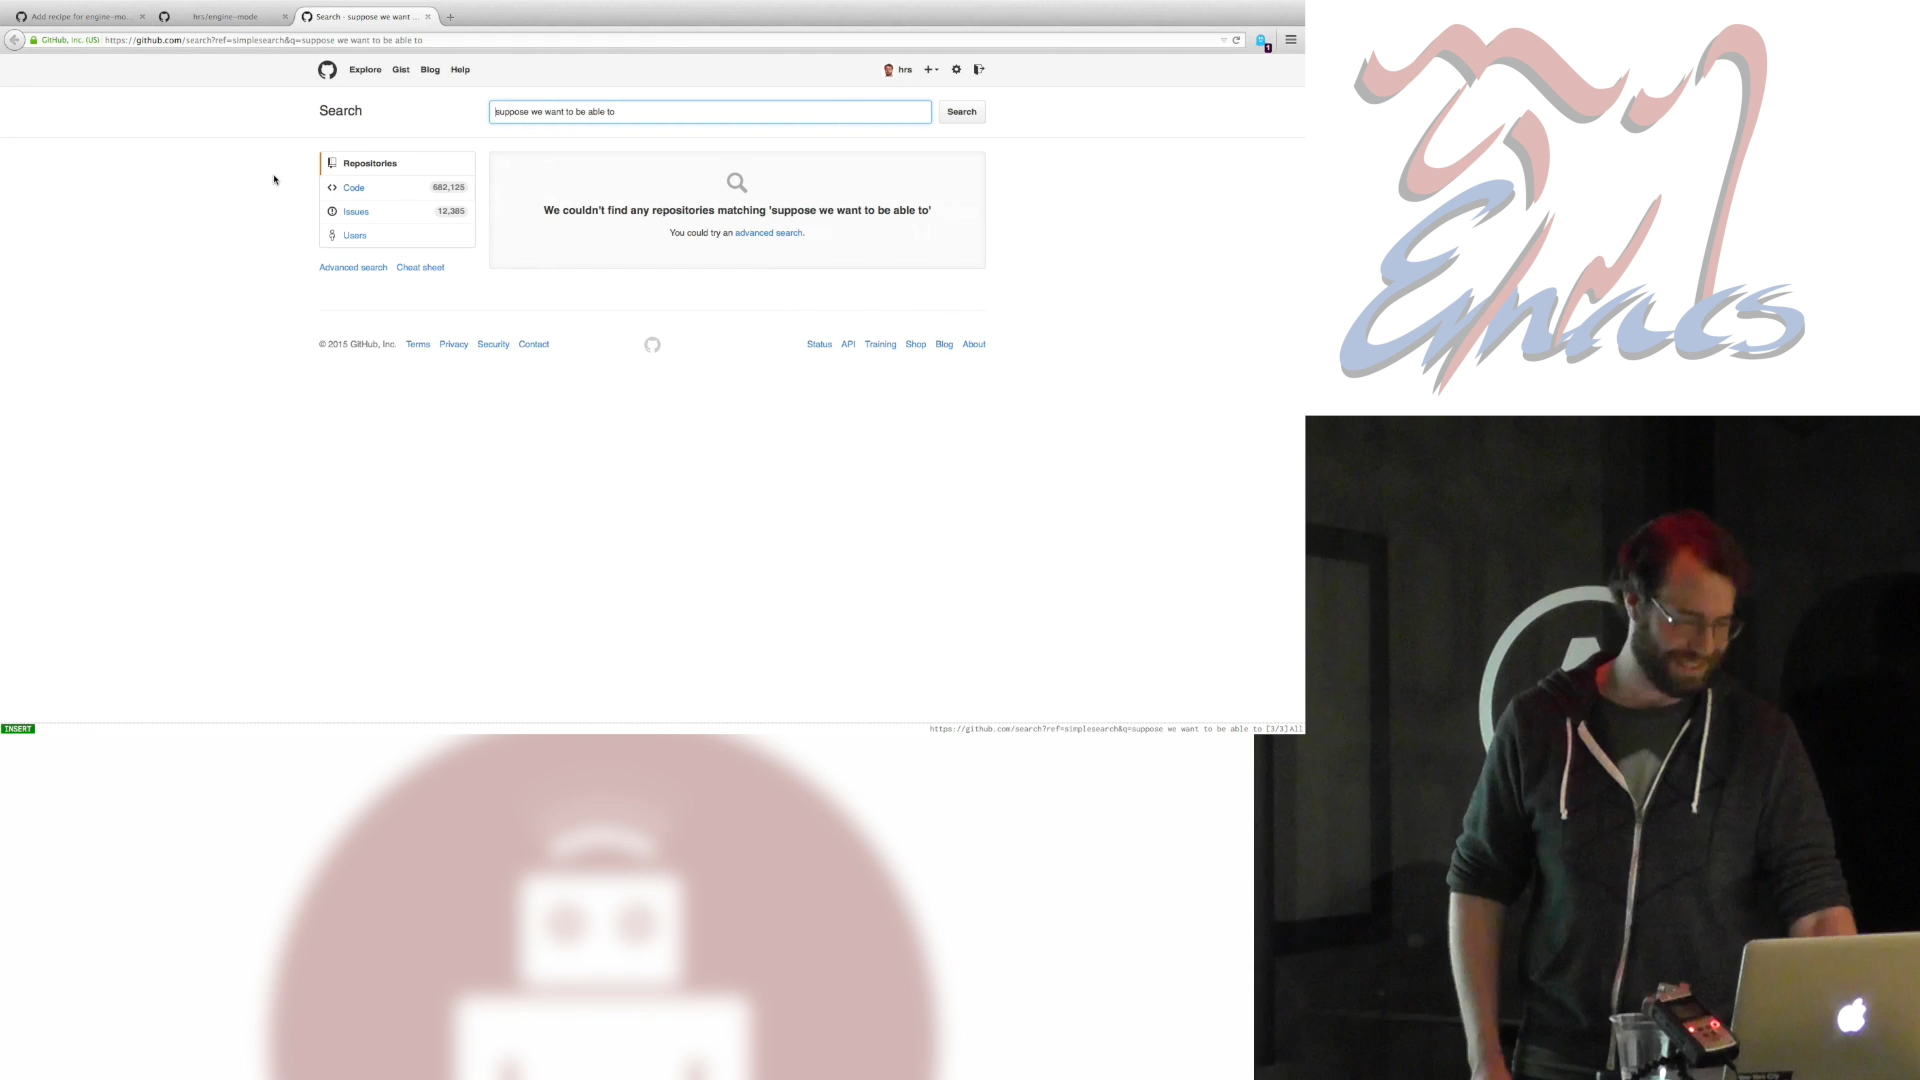 Add recipe for engine-mo...
hrs/engine-mode
Search · suppose we want ...
GitHub, Inc. (US)
https://github.com/search?ref=simplesearch&q=suppose we want to be able to
1
Explore
Gist
Blog
Help
hrs
Search
suppose we want to be able to
Search
Repositories
Code 682,125
Issues 12,385
Users
Advanced search
Cheat sheet
We couldn't find any repositories matching 'suppose we want to be able to'
You could try an advanced search.
© 2015 GitHub, Inc.
Terms
Privacy
Security
Contact
Status
API
Training
Shop
Blog
About
INSERT
https://github.com/search?ref=simplesearch&q=suppose we want to be able to [3/3]All
Emacs